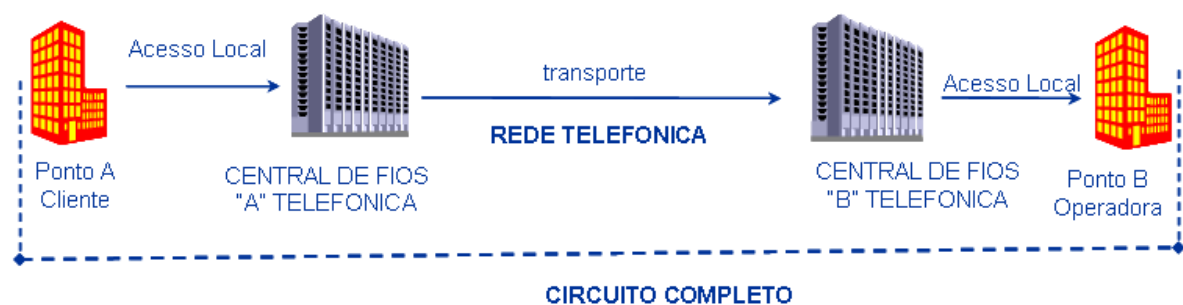 Acesso Local
transporte
Acesso Local
REDE TELEFONICA
Ponto A
Cliente
CENTRAL DE FIOS
"A" TELEFONICA
CENTRAL DE FIOS
"B" TELEFONICA
Ponto B
Operadora
CIRCUITO COMPLETO